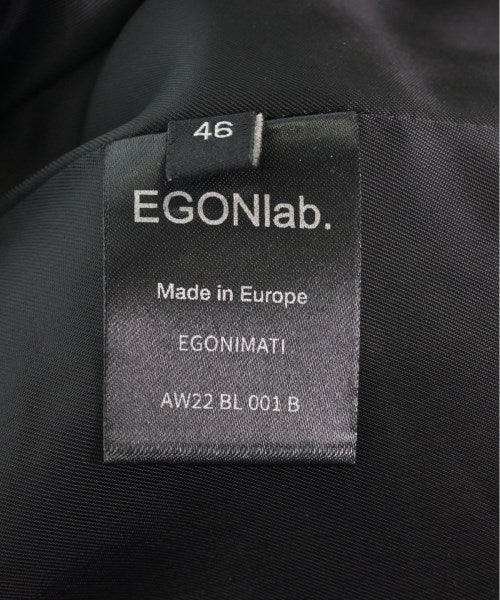 46
EGONlab.
Made in Europe
EGONIMATI
AW22 BL 001 B